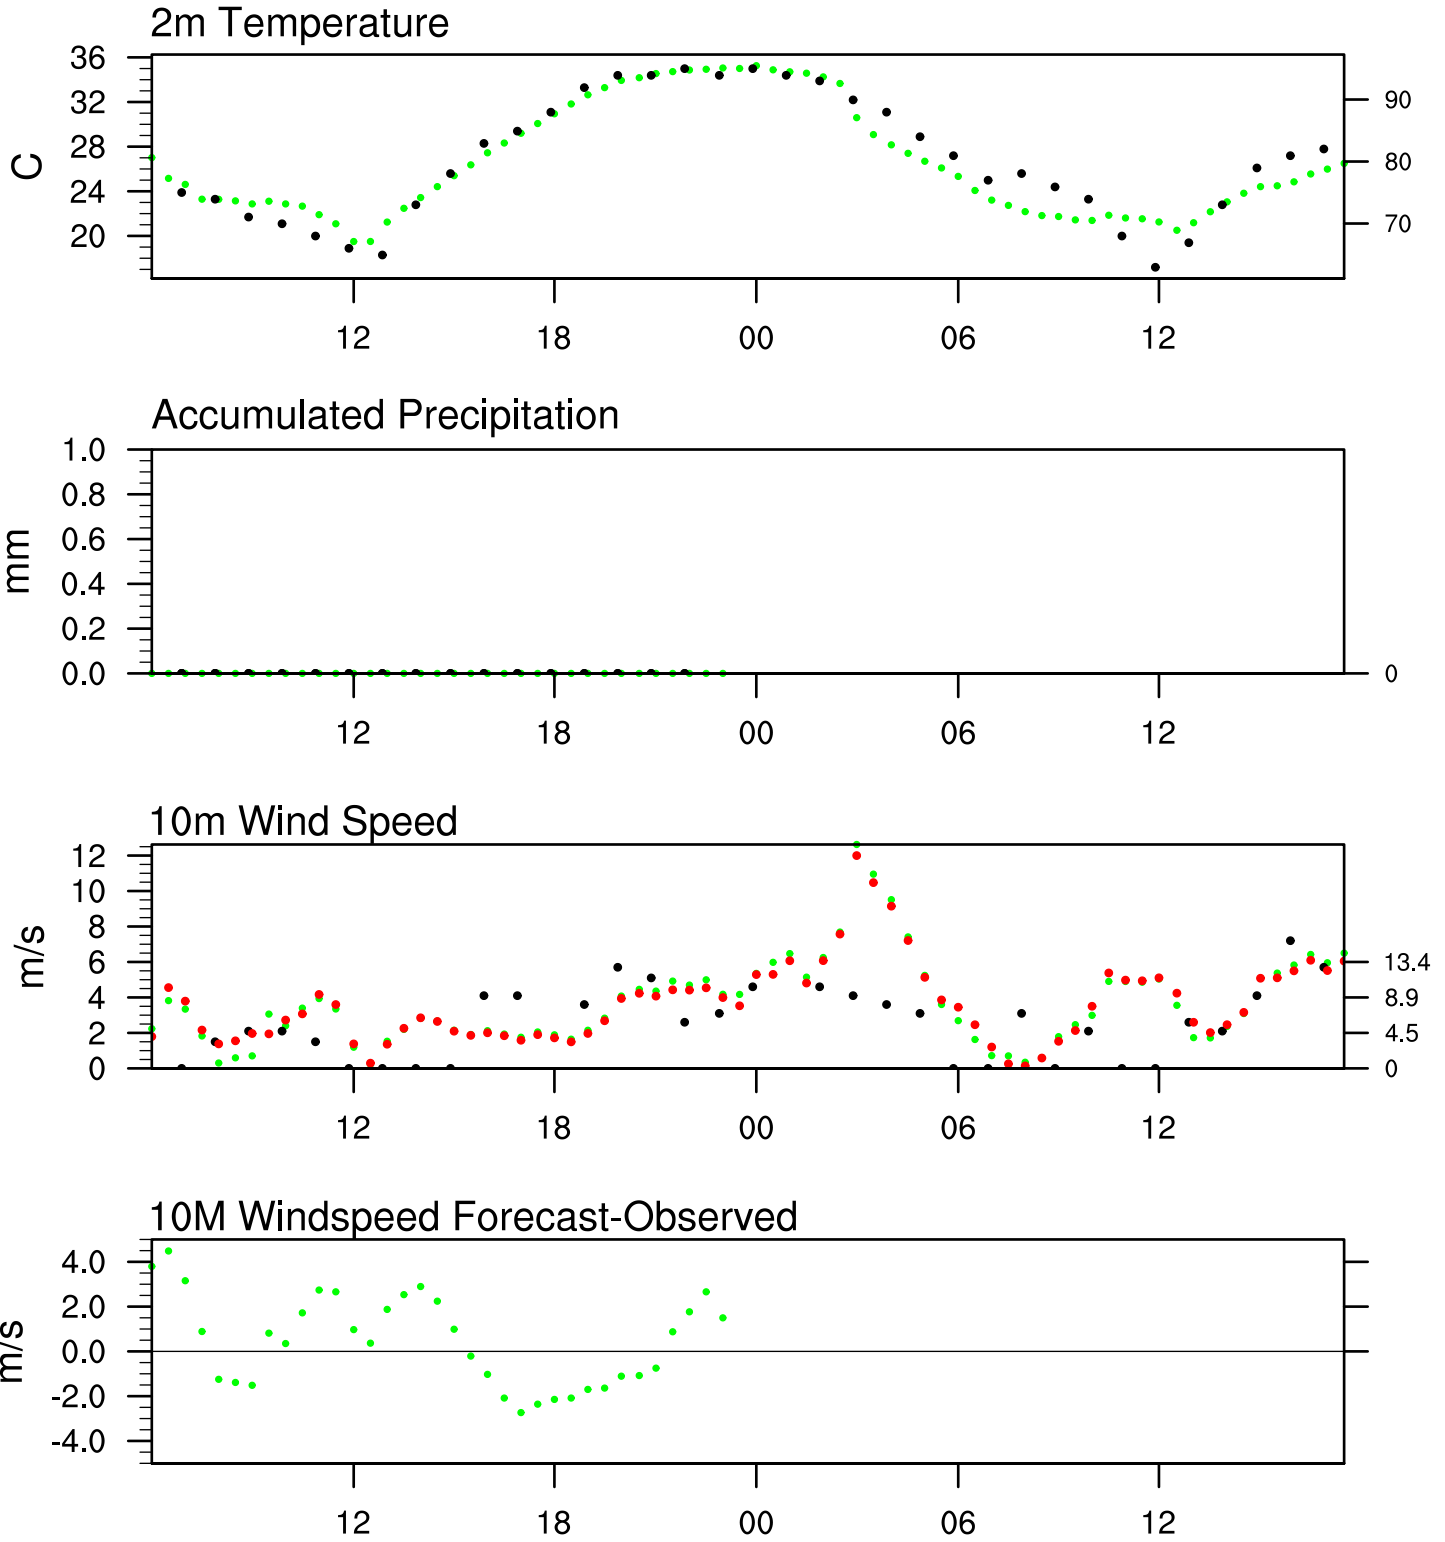 2m Temperature
36
32
28
24
20
C
90
80
70
12 18 00 06 12
Accumulated Precipitation
1.0
0.8
0.6
0.4
0.2
0.0
mm
0
12 18 00 06 12
10m Wind Speed
12
10
8
6
4
2
0
m/s
13.4
8.9
4.5
0
12 18 00 06 12
10M Windspeed Forecast-Observed
4.0
2.0
0.0
-2.0
-4.0
m/s
12 18 00 06 12